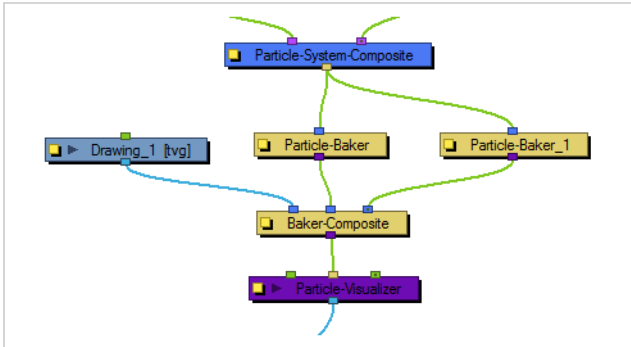 Particle-System-Composite
Drawing_1 [tvg]
Particle-Baker
Particle-Baker_1
Baker-Composite
Particle-Visualizer